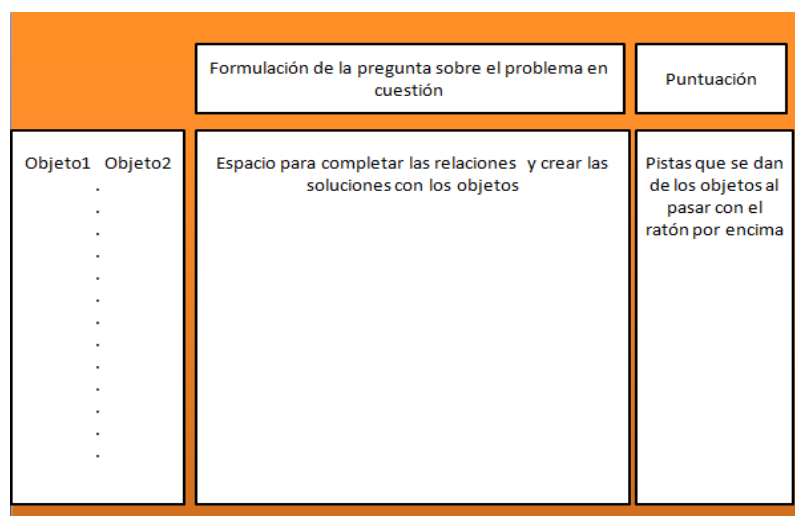 Formulación de la pregunta sobre el problema en
cuestión
Puntuación
Objeto1 Objeto2
.
.
.
.
.
.
.
.
.
.
.
.
.
Espacio para completar las relaciones y crear las
soluciones con los objetos
Pistas que se dan
de los objetos al
pasar con el
ratón por encima